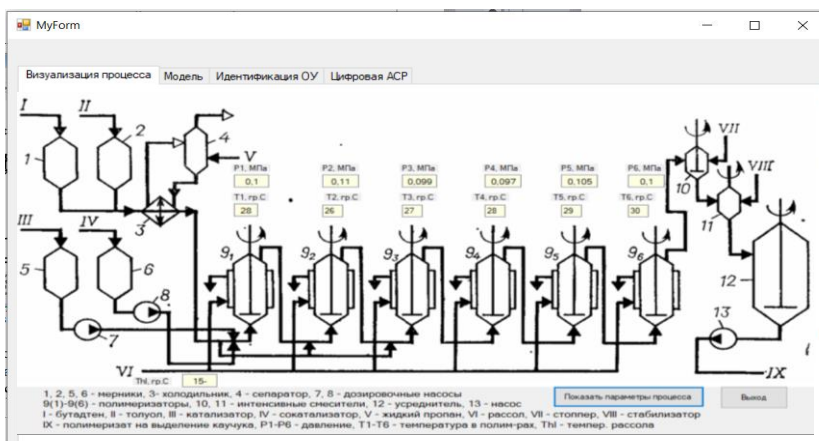 MyForm
Визуализация процесса Модель Идентификация ОУ Цифровая АСР
I II
1 2 4 V
3
III IV
5 6
8
7
P1, МПа P2, МПа P3, МПа P4, МПа P5, МПа P6, МПа
0,1 0,11 0,099 0,097 0,105 0,1
T1, гр.С T2, гр.С T3, гр.С T4, гр.С T5, гр.С T6, гр.С
28 26 27 28 29 30
9₁ 9₂ 9₃ 9₄ 9₅ 9₆
VII
10 VIII
11
12
13
VI IX
Thl, гр.С 15-
1, 2, 5, 6 - мерники, 3- холодильник, 4 - сепаратор, 7, 8 - дозировочные насосы
9(1)-9(6) - полимеризаторы, 10, 11 - интенсивные смесители, 12 - усреднитель, 13 - насос
I - бутадтен, II - толуол, III - катализатор, IV - сокатализатор, V - жидкий пропан, VI - рассол, VII - стоппер, VIII - стабилизатор
IX - полимеризат на выделение каучука, P1-P6 - давление, T1-T6 - температура в полим-рах, Thl - темпер. рассола
Показать параметры процесса Выход